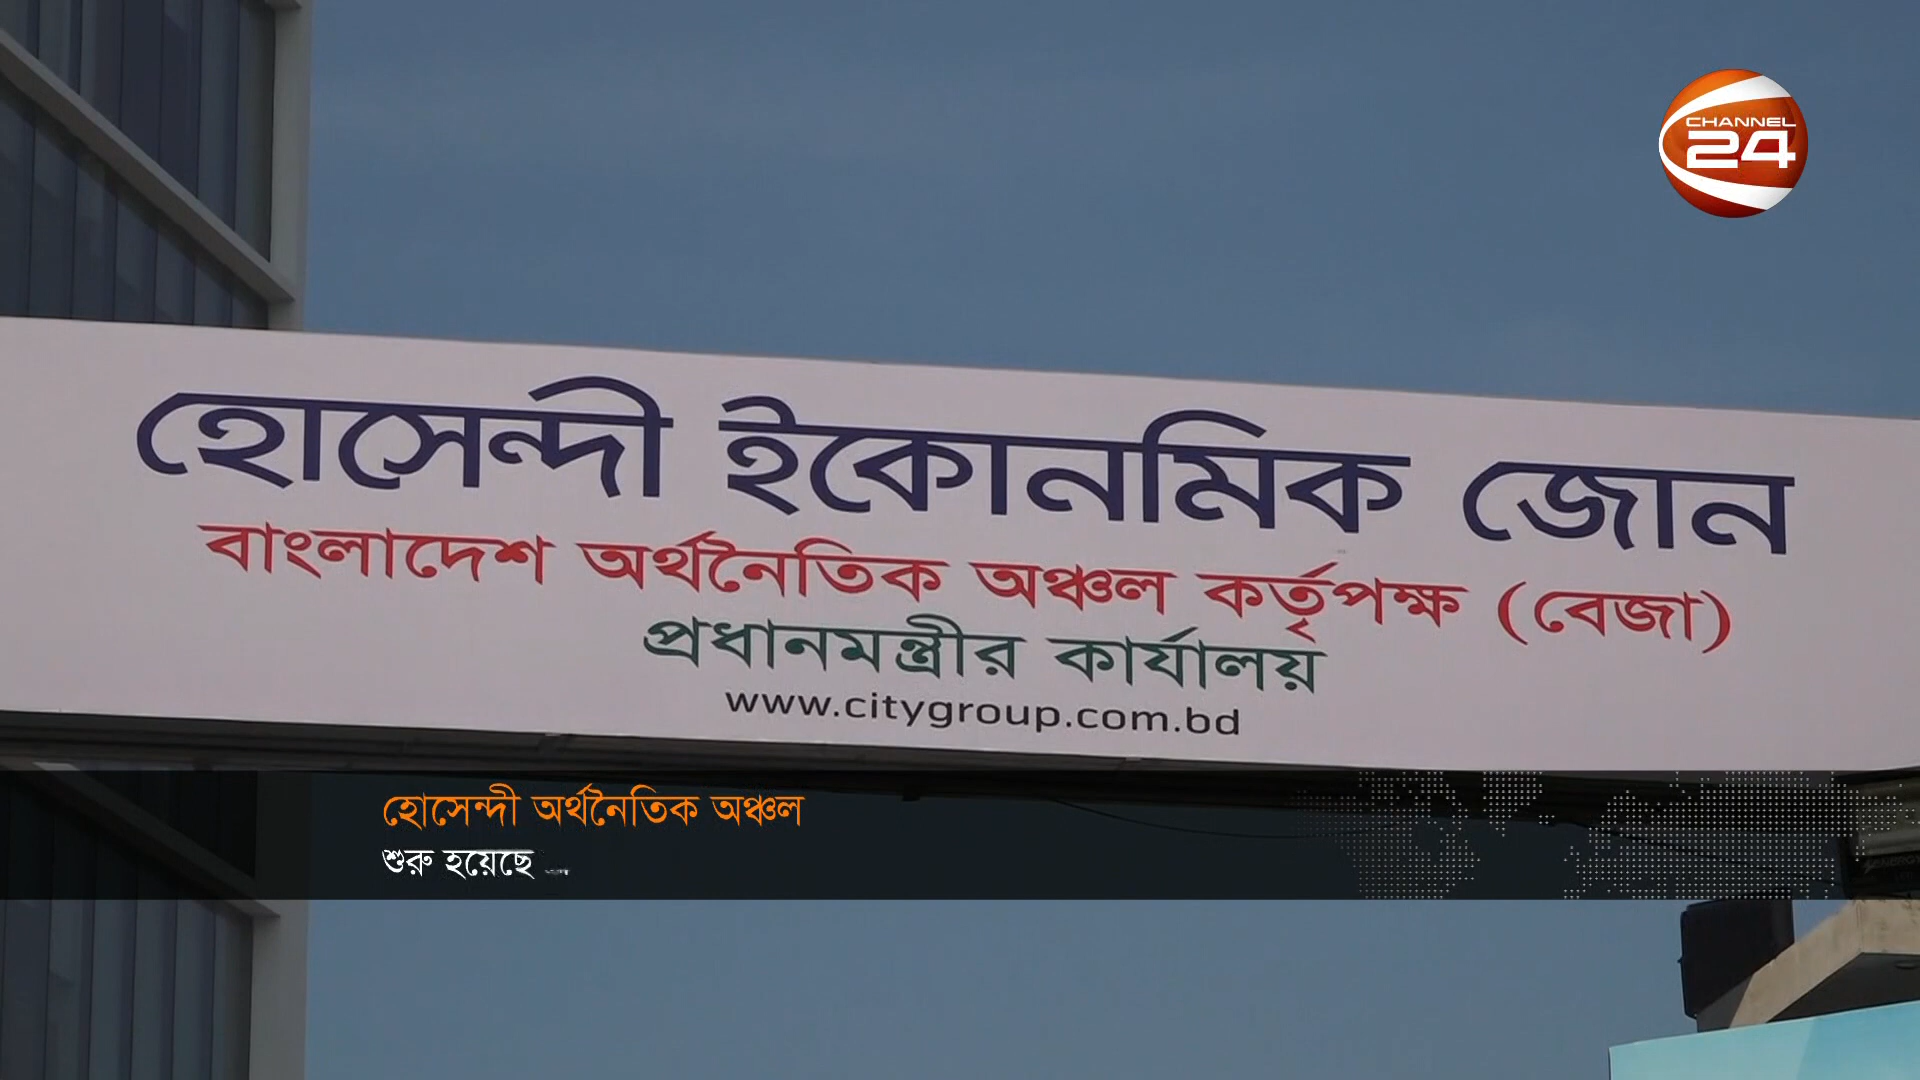 CHANNEL
24
হোসেন্দী ইকোনমিক জোন
বাংলাদেশ অর্থনৈতিক অঞ্চল কর্তৃপক্ষ (বেজা)
প্রধানমন্ত্রীর কার্যালয়
www.citygroup.com.bd
হোসেন্দী অর্থনৈতিক অঞ্চল
শুরু হয়েছে